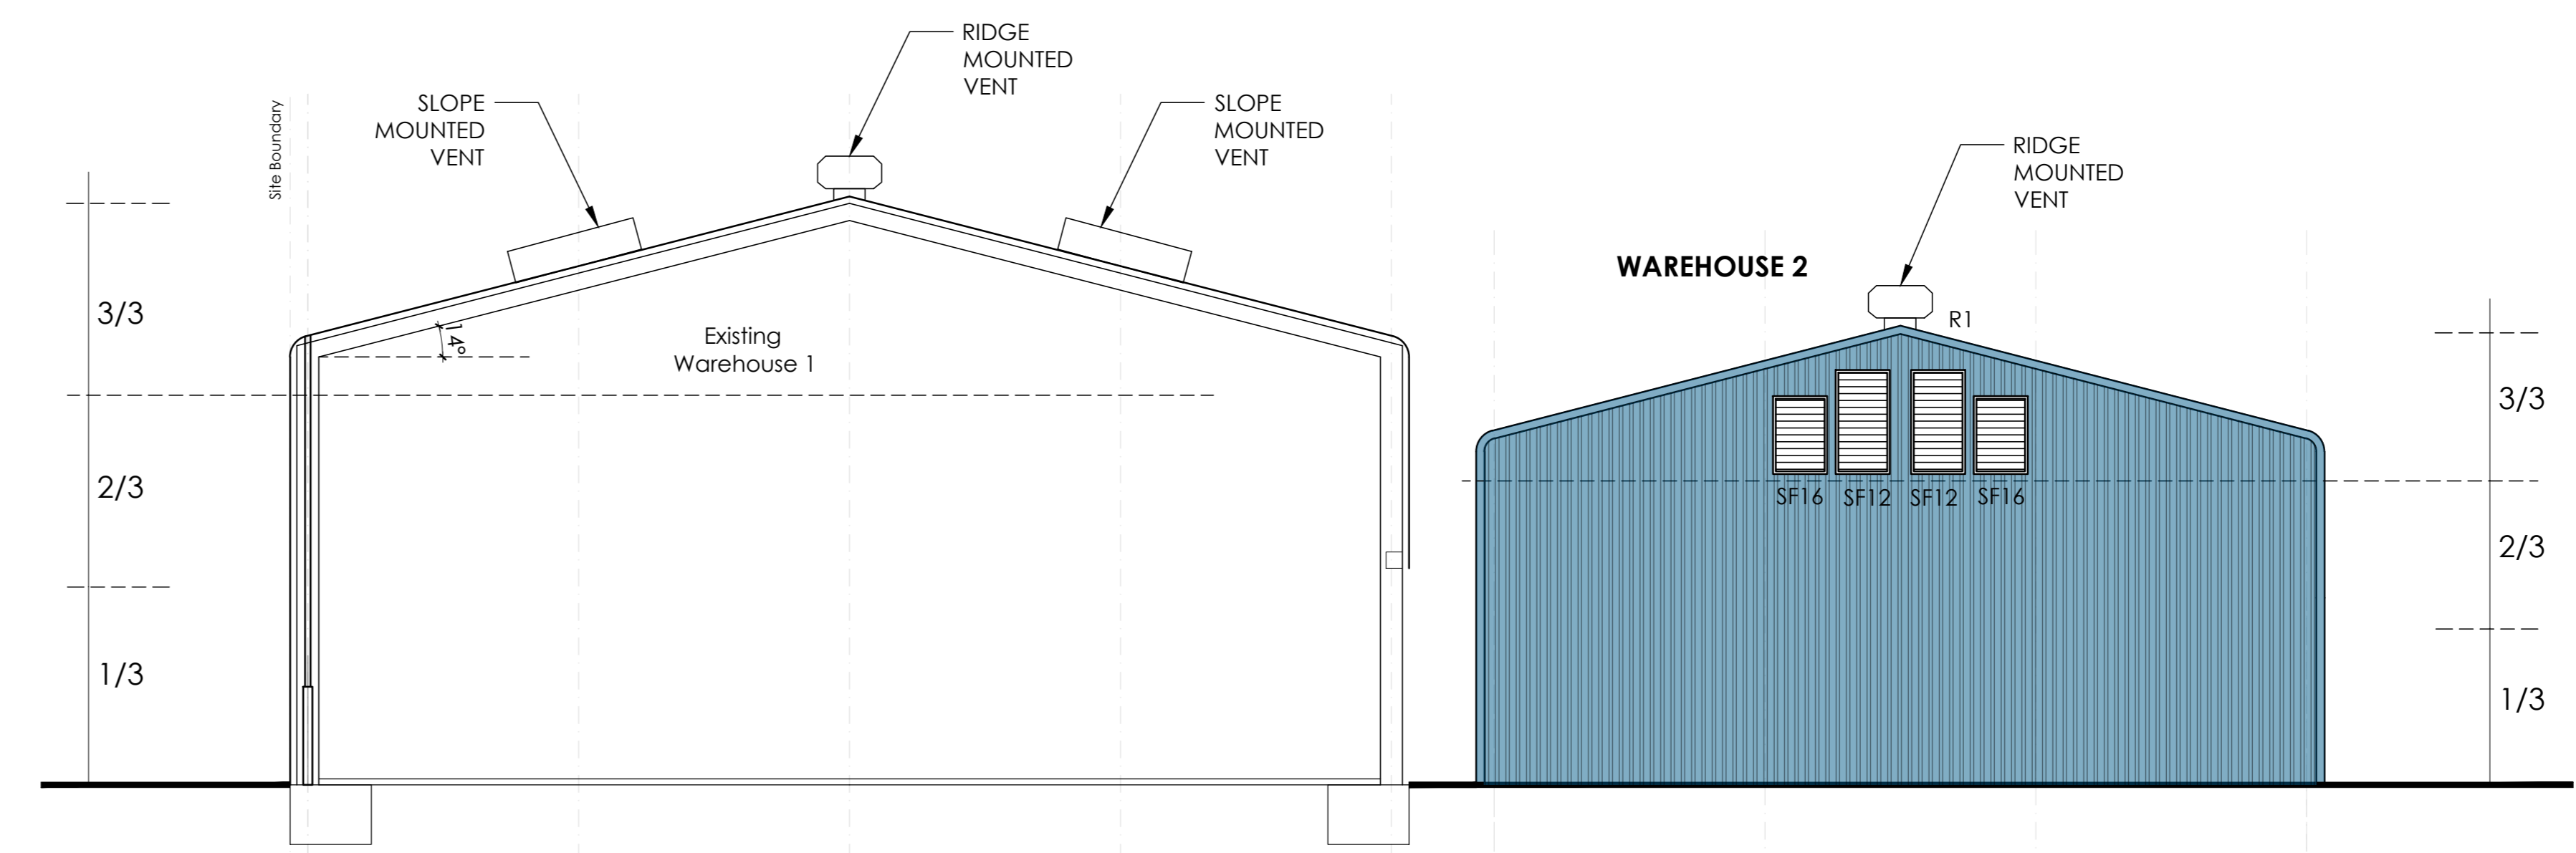 RIDGE
MOUNTED
VENT
SLOPE
MOUNTED
VENT
SLOPE
MOUNTED
VENT
Site Boundary
RIDGE
MOUNTED
VENT
WAREHOUSE 2
3/3
14°
Existing
Warehouse 1
R1
3/3
2/3
SF16 SF12 SF12 SF16
2/3
1/3
1/3